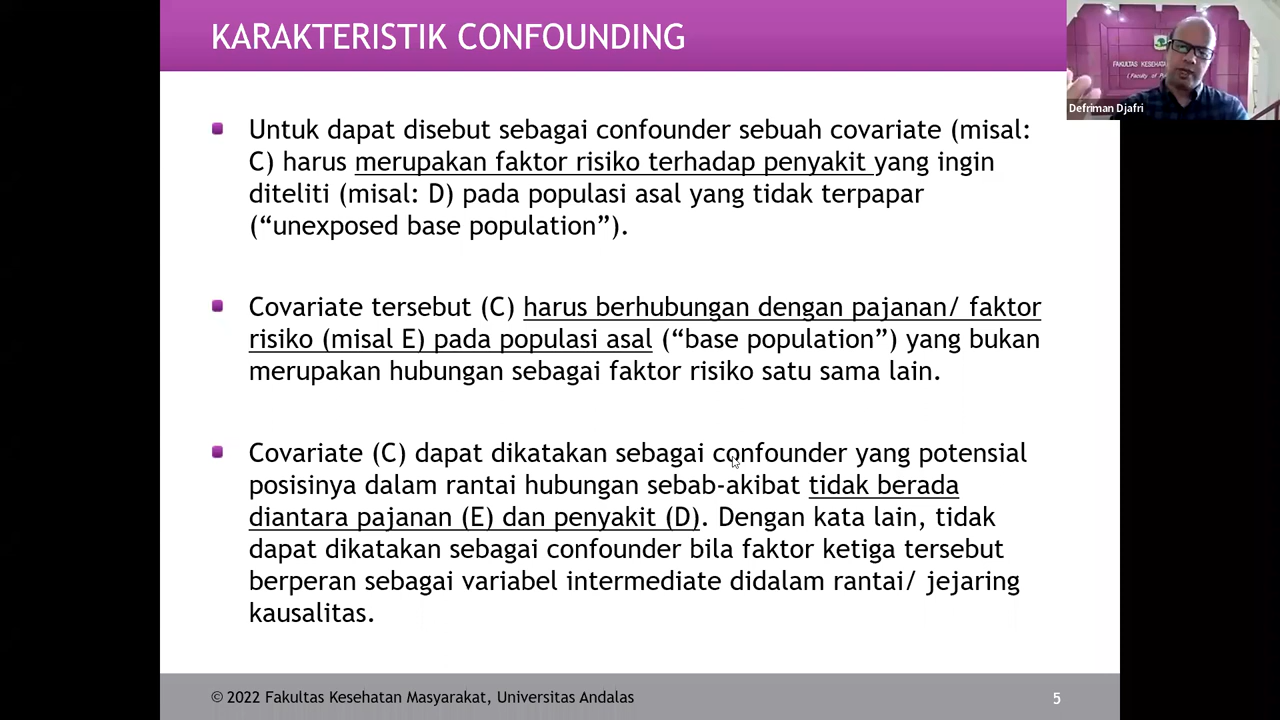 KARAKTERISTIK CONFOUNDING
Untuk dapat disebut sebagai confounder sebuah covariate (misal:
C) harus merupakan faktor risiko terhadap penyakit yang ingin
diteliti (misal: D) pada populasi asal yang tidak terpapar
(“unexposed base population”).
Covariate tersebut (C) harus berhubungan dengan pajanan/ faktor
risiko (misal E) pada populasi asal (“base population”) yang bukan
merupakan hubungan sebagai faktor risiko satu sama lain.
Covariate (C) dapat dikatakan sebagai confounder yang potensial
posisinya dalam rantai hubungan sebab-akibat tidak berada
diantara pajanan (E) dan penyakit (D). Dengan kata lain, tidak
dapat dikatakan sebagai confounder bila faktor ketiga tersebut
berperan sebagai variabel intermediate didalam rantai/ jejaring
kausalitas.
© 2022 Fakultas Kesehatan Masyarakat, Universitas Andalas
5
FAKULTAS
(Faculty of
Defriman Djafri